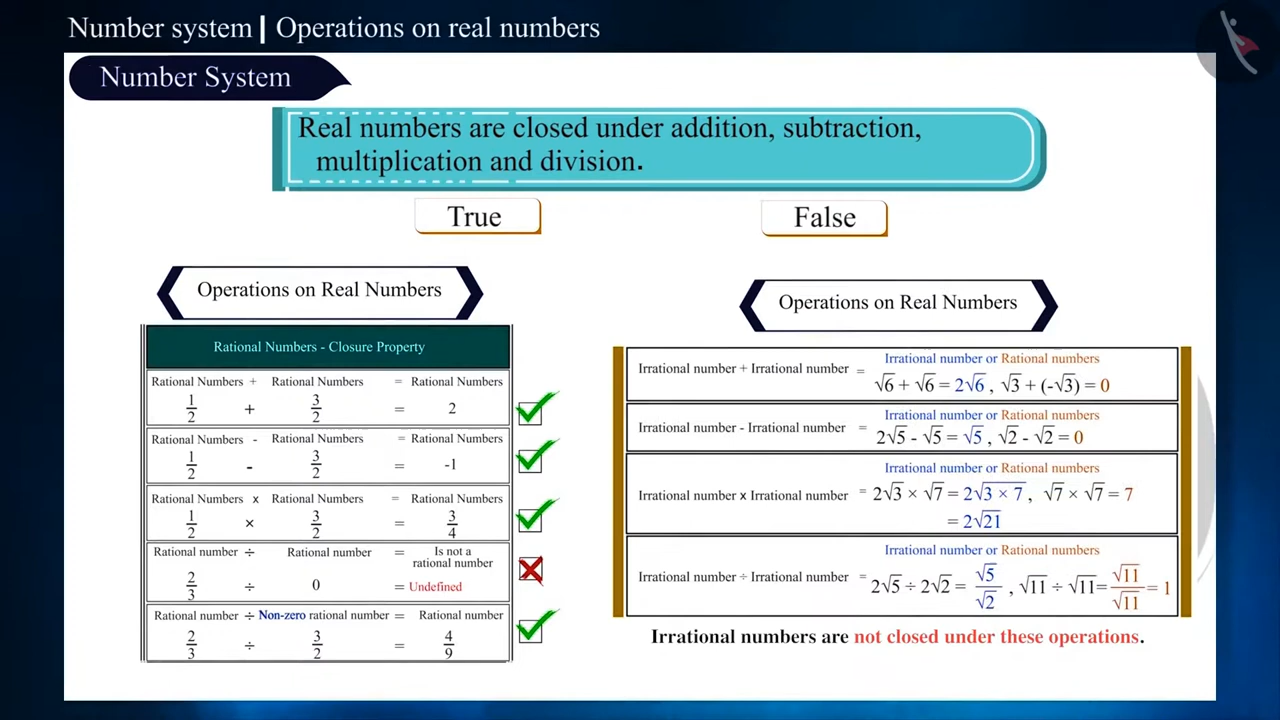 Number system | Operations on real numbers
Number System
Real numbers are closed under addition, subtraction,
multiplication and division.
True
False
Operations on Real Numbers
Rational Numbers - Closure Property
Rational Numbers + Rational Numbers = Rational Numbers
1/2 + 3/2 = 2
Rational Numbers - Rational Numbers = Rational Numbers
1/2 - 3/2 = -1
Rational Numbers x Rational Numbers = Rational Numbers
1/2 × 3/2 = 3/4
Rational number ÷ Rational number = Is not a
rational number
2/3 ÷ 0 = Undefined
Rational number ÷ Non-zero rational number = Rational number
2/3 ÷ 3/2 = 4/9
Operations on Real Numbers
Irrational number or Rational numbers
Irrational number + Irrational number = √6 + √6 = 2√6 , √3 + (-√3) = 0
Irrational number or Rational numbers
Irrational number - Irrational number = 2√5 - √5 = √5 , √2 - √2 = 0
Irrational number or Rational numbers
Irrational number x Irrational number = 2√3 × √7 = 2√3 × 7 , √7 × √7 = 7
= 2√21
Irrational number or Rational numbers
Irrational number ÷ Irrational number = 2√5 ÷ 2√2 = √5/√2 , √11 ÷ √11 = √11/√11 = 1
Irrational numbers are not closed under these operations.